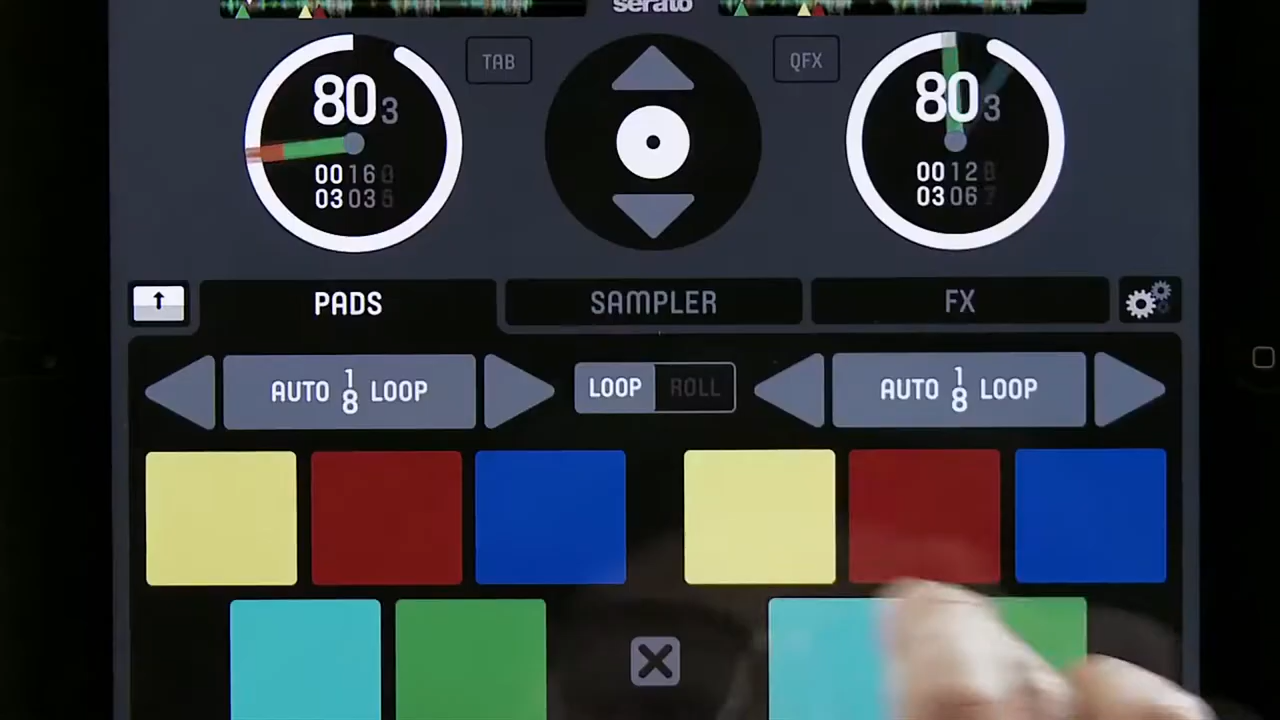 serato
80 3
00 16
03 03
TAB
QFX
80 3
00 12
03 06
PADS
SAMPLER
FX
AUTO 1/8 LOOP
LOOP ROLL
AUTO 1/8 LOOP